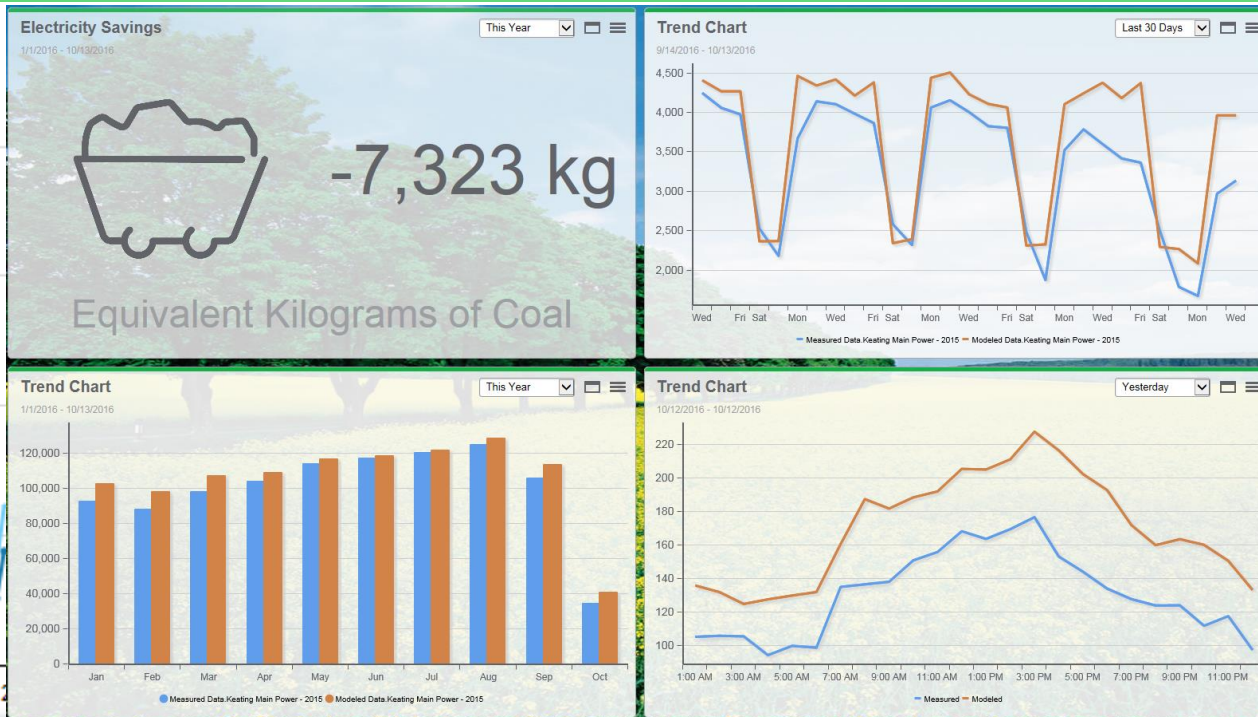 Electricity Savings
This Year
1/1/2016 - 10/13/2016
-7,323 kg
Equivalent Kilograms of Coal
Trend Chart
Last 30 Days
9/14/2016 - 10/13/2016
4,500
4,000
3,500
3,000
2,500
2,000
Wed Fri Sat Mon Wed Fri Sat Mon Wed Fri Sat Mon Wed Fri Sat Mon Wed
Measured Data.Keating Main Power - 2015 Modeled Data.Keating Main Power - 2015
Trend Chart
This Year
1/1/2016 - 10/13/2016
120,000
100,000
80,000
60,000
40,000
20,000
0
Jan Feb Mar Apr May Jun Jul Aug Sep Oct
Measured Data.Keating Main Power - 2015 Modeled Data.Keating Main Power - 2015
Trend Chart
Yesterday
10/12/2016 - 10/12/2016
220
200
180
160
140
120
100
1:00 AM 3:00 AM 5:00 AM 7:00 AM 9:00 AM 11:00 AM 1:00 PM 3:00 PM 5:00 PM 7:00 PM 9:00 PM 11:00 PM
Measured Modeled